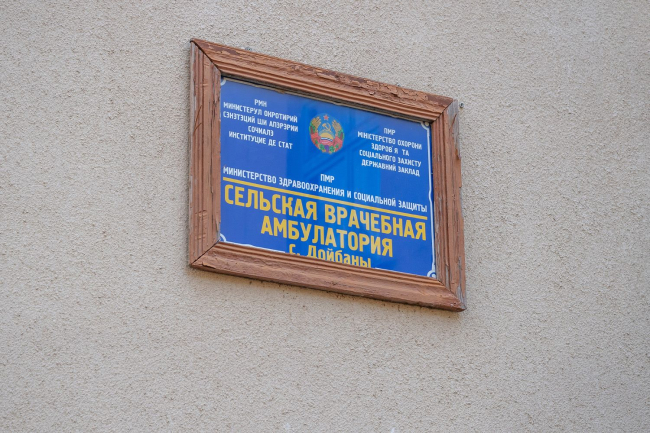 РМН
МИНИСТЕРУЛ ОКРОТИРИЙ
СЭНЭТЭЦИЙ ШИ АПЭРЭРИЙ
СОЧИАЛЭ
ИНСТИТУЦИЕ ДЕ СТАТ
ПМР
МІНІСТЕРСТВО ОХОРОНИ
ЗДОРОВ Я ТА
СОЦІАЛЬНОГО ЗАХИСТУ
ДЕРЖАВНИЙ ЗАКЛАД
ПМР
МИНИСТЕРСТВО ЗДРАВООХРАНЕНИЯ И СОЦИАЛЬНОЙ ЗАЩИТЫ
СЕЛЬСКАЯ ВРАЧЕБНАЯ
АМБУЛАТОРИЯ
с. Дойбаны